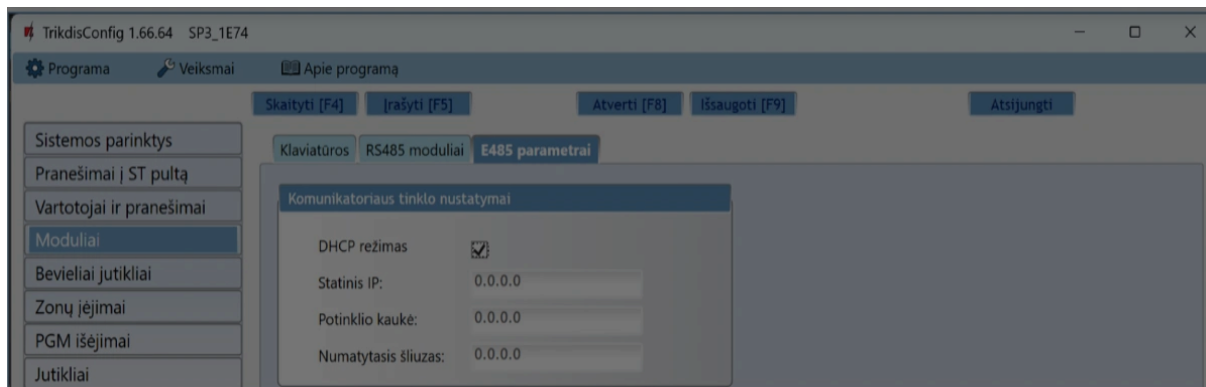 TrikdisConfig 1.66.64 SP3_1E74
Programa Veiksmai Apie programą
Skaityti [F4] Įrašyti [F5] Atverti [F8] Išsaugoti [F9] Atsijungti
Sistemos parinktys
Pranešimai į ST pultą
Vartotojai ir pranešimai
Moduliai
Bevieliai jutikliai
Zonų įėjimai
PGM išėjimai
Jutikliai
Klaviatūros RS485 moduliai E485 parametrai
Komunikatoriaus tinklo nustatymai
DHCP režimas
Statinis IP: 0.0.0.0
Potinklio kaukė: 0.0.0.0
Numatytasis šliuzas: 0.0.0.0